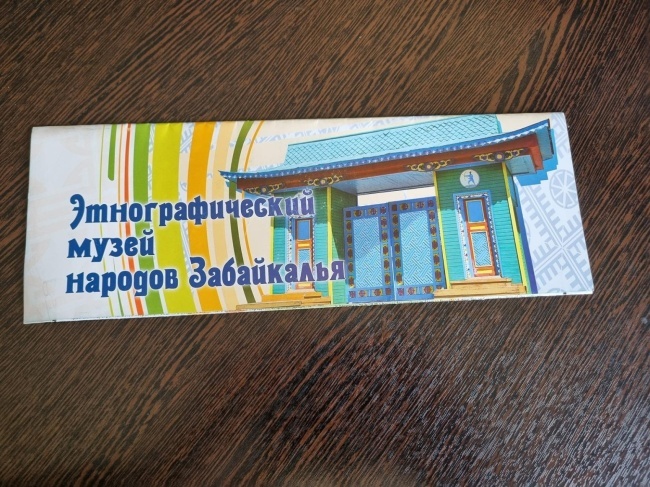 Этнографический
музей
народов Забайкалья